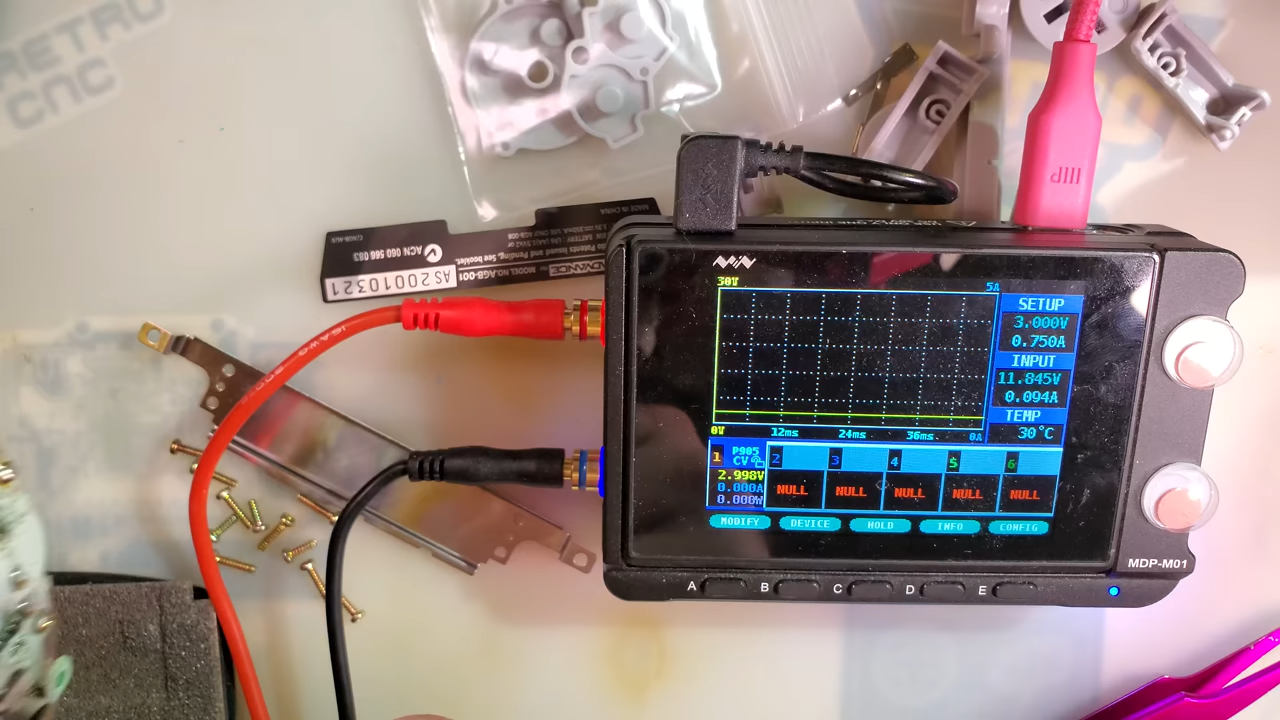 RETRO
CNC
MADE IN CHINA
ACN 060 566 083
ADVANCE
MODEL NO.AGB-001
AS20010321
30V
5A
0V
12ms
24ms
36ms
0A
SETUP
3.000V
0.750A
INPUT
11.845V
0.094A
TEMP
30°C
1
P905
CV
2.998V
0.000A
0.000W
2
NULL
3
NULL
4
NULL
5
NULL
6
NULL
MODIFY
DEVICE
HOLD
INFO
CONFIG
MDP-M01
A
B
C
D
E